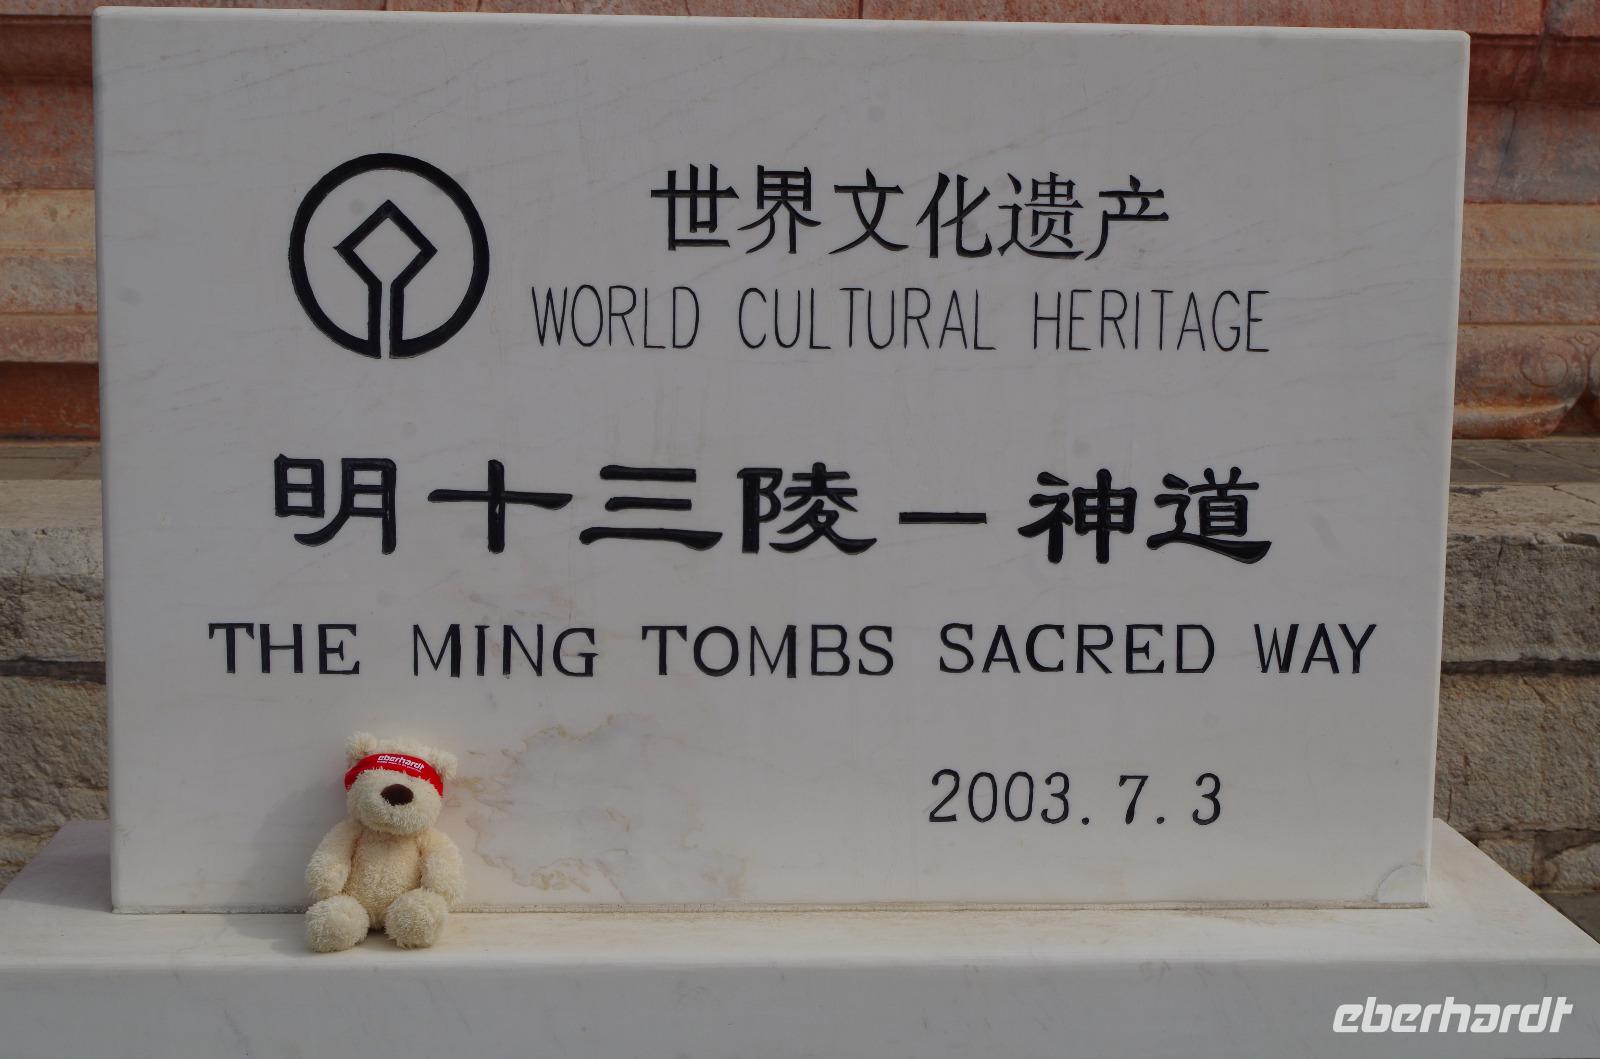 世界文化遗产
WORLD CULTURAL HERITAGE
明十三陵－神道
THE MING TOMBS SACRED WAY
2003.7.3
eberhardt
eberhardt